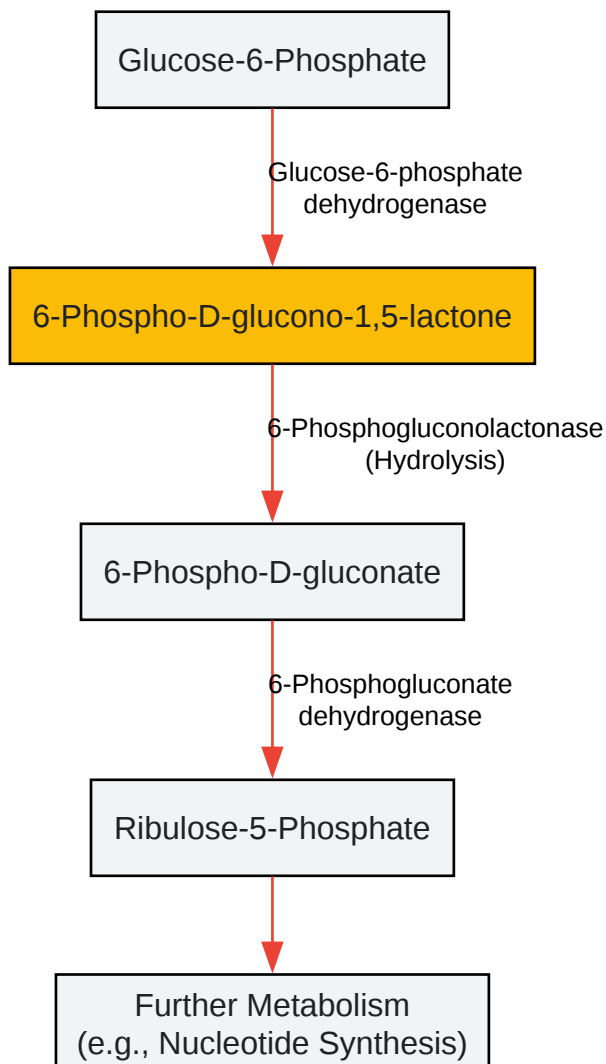 Glucose-6-Phosphate
Glucose-6-phosphate
dehydrogenase
6-Phospho-D-glucono-1,5-lactone
6-Phosphogluconolactonase
(Hydrolysis)
6-Phospho-D-gluconate
6-Phosphogluconate
dehydrogenase
Ribulose-5-Phosphate
Further Metabolism
(e.g., Nucleotide Synthesis)